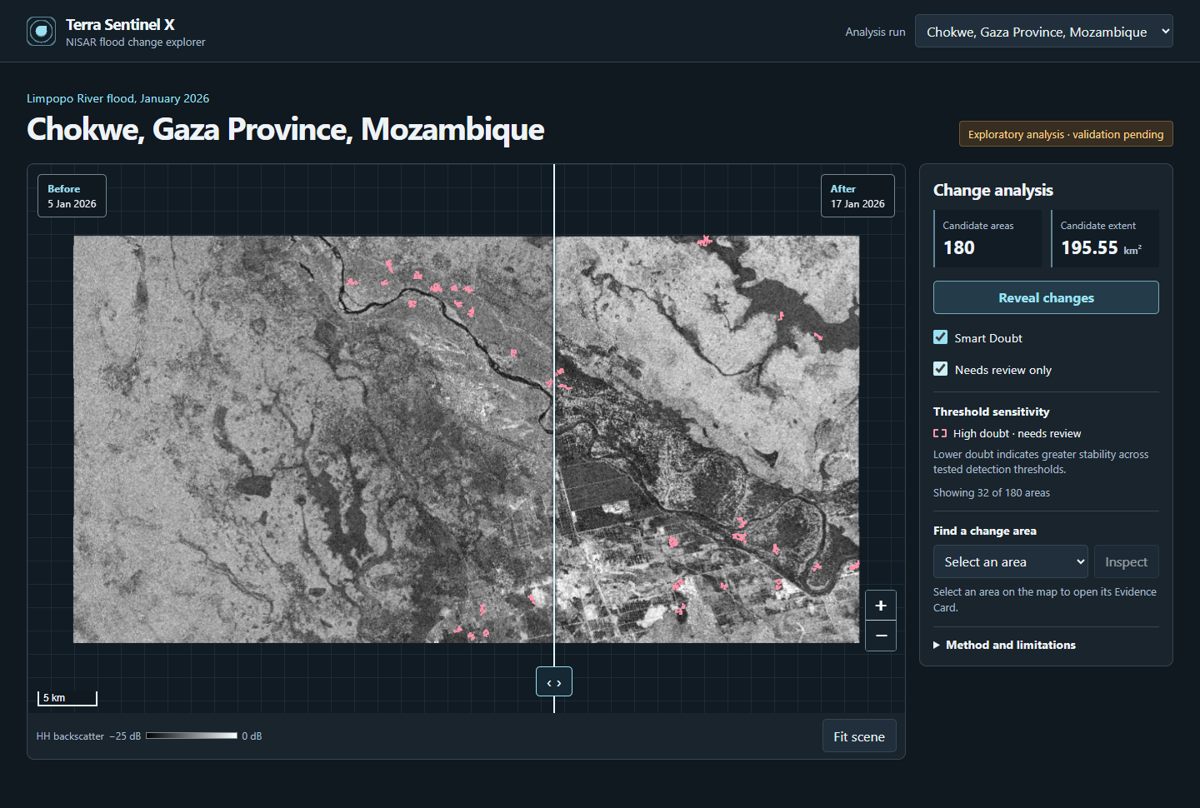 Terra Sentinel X
NISAR flood change explorer
Analysis run
Chokwe, Gaza Province, Mozambique
Limpopo River flood, January 2026
Chokwe, Gaza Province, Mozambique
Exploratory analysis · validation pending
Before
5 Jan 2026
After
17 Jan 2026
+
−
5 km
HH backscatter −25 dB 0 dB
Fit scene
Change analysis
Candidate areas
180
Candidate extent
195.55 km²
Reveal changes
Smart Doubt
Needs review only
Threshold sensitivity
High doubt · needs review
Lower doubt indicates greater stability across
tested detection thresholds.
Showing 32 of 180 areas
Find a change area
Select an area
Inspect
Select an area on the map to open its Evidence
Card.
Method and limitations